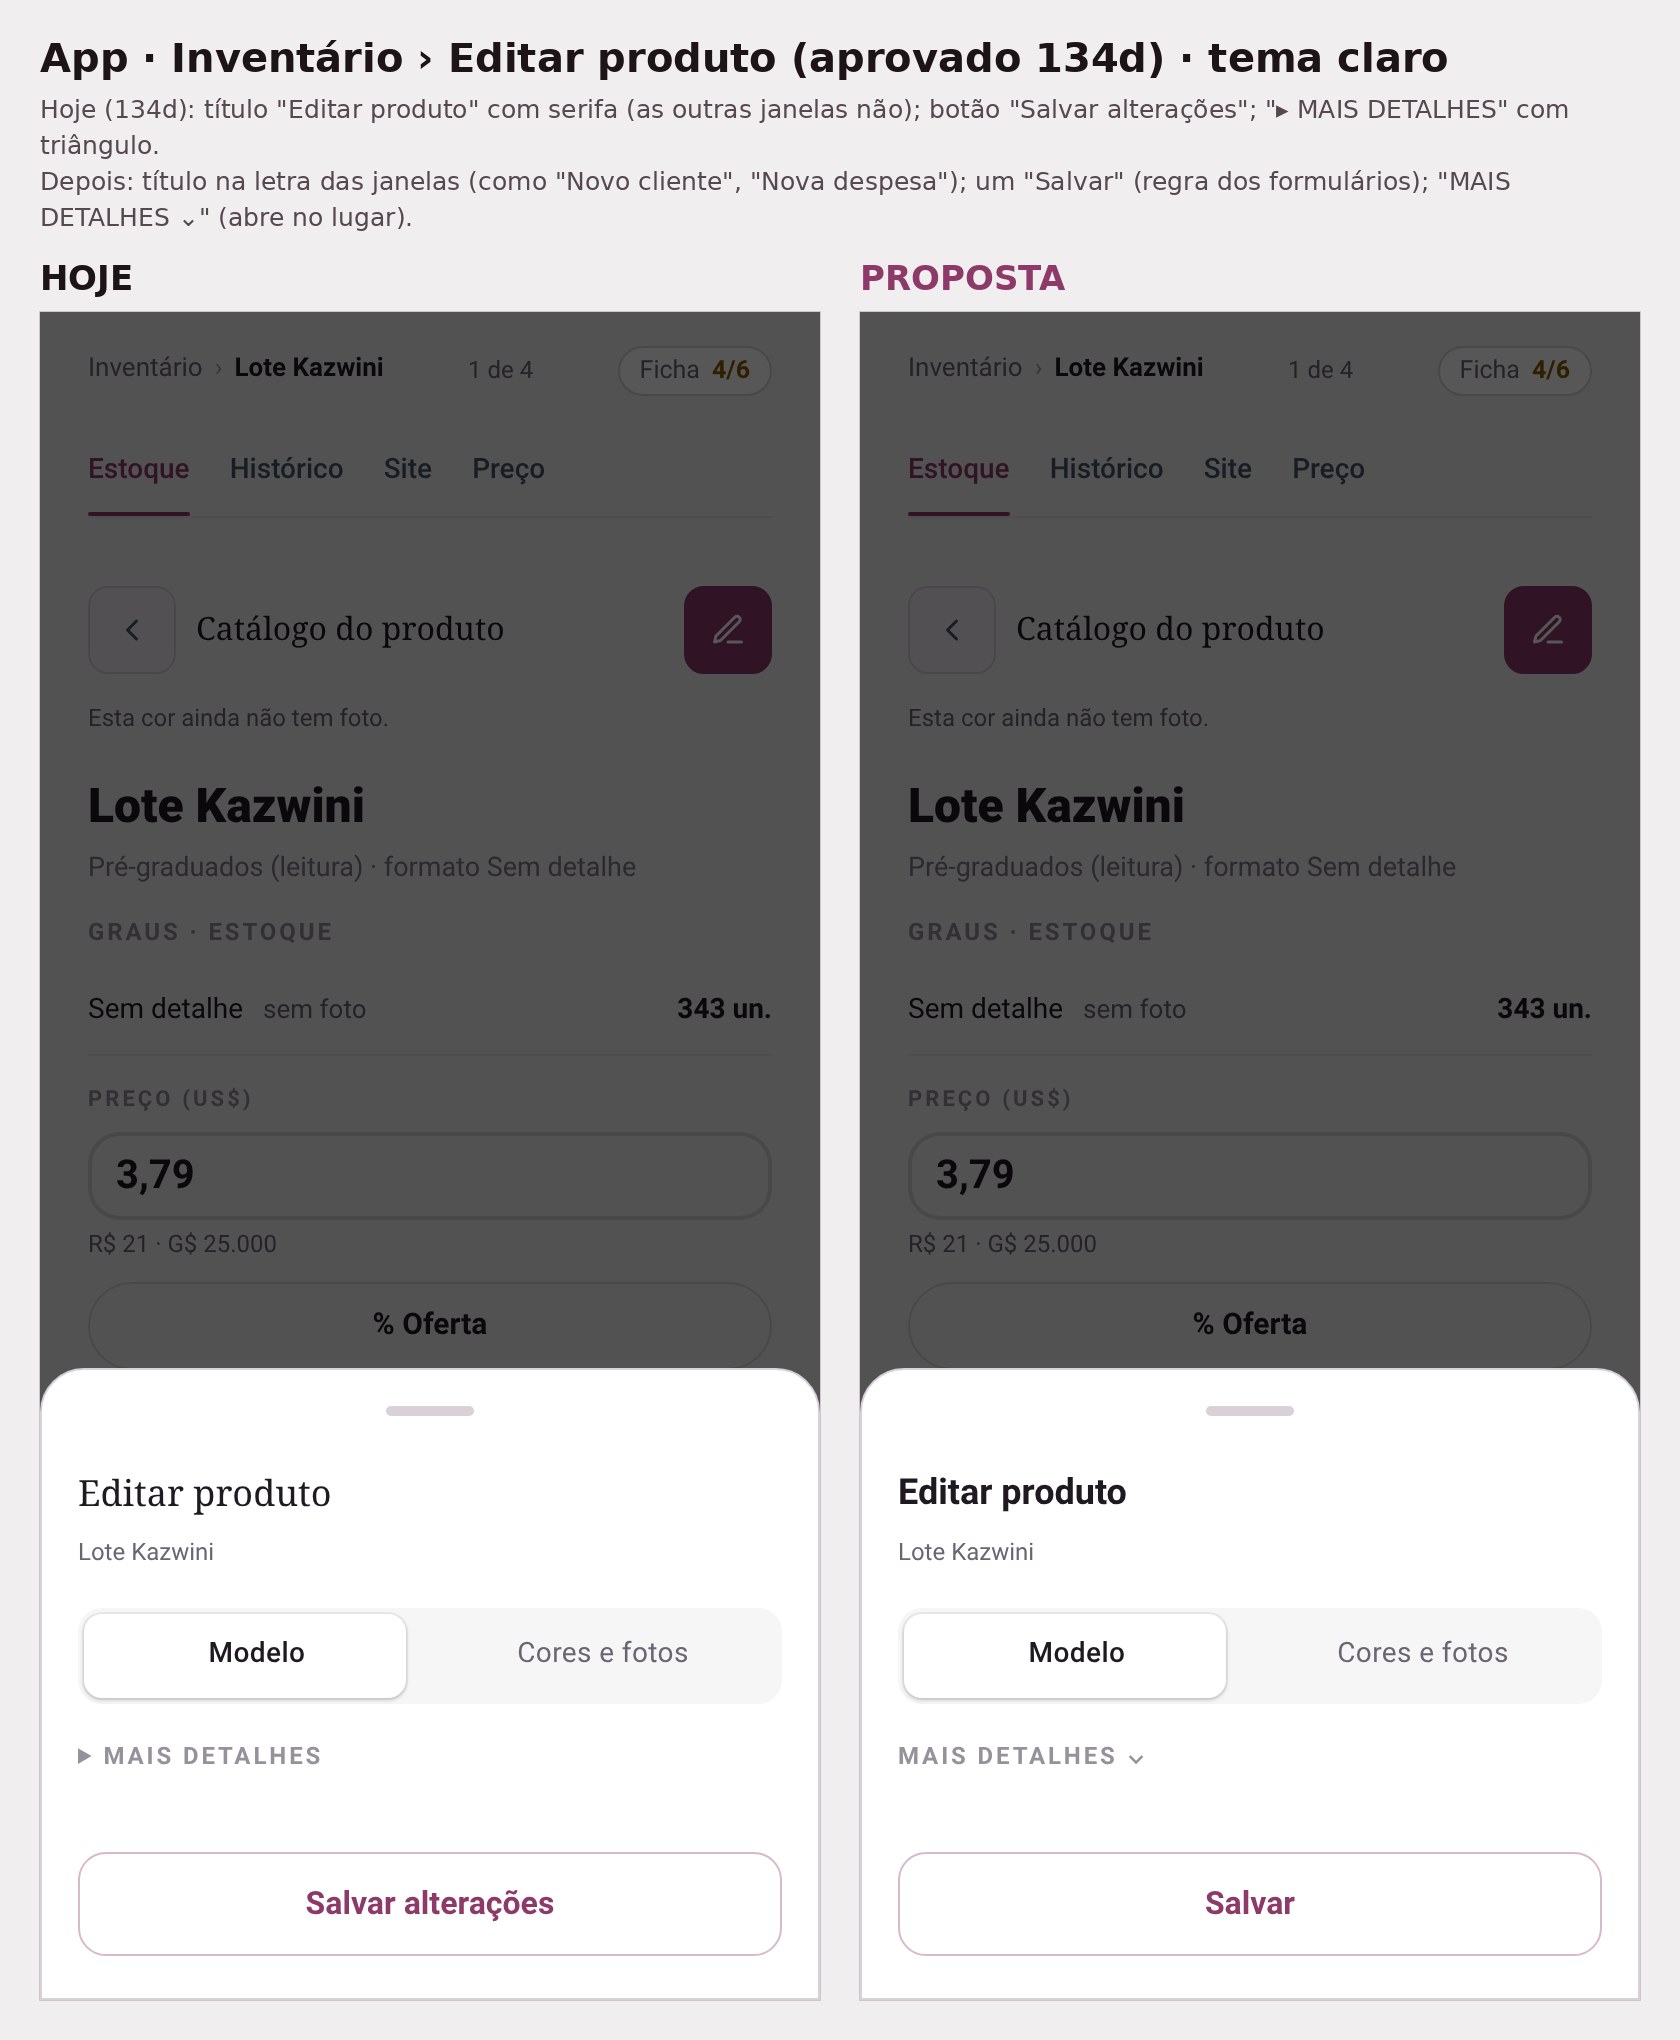 App · Inventário › Editar produto (aprovado 134d) · tema claro
Hoje (134d): título "Editar produto" com serifa (as outras janelas não); botão "Salvar alterações"; "▸ MAIS DETALHES" com
triângulo.
Depois: título na letra das janelas (como "Novo cliente", "Nova despesa"); um "Salvar" (regra dos formulários); "MAIS
DETALHES ⌄" (abre no lugar).
HOJE
Inventário › Lote Kazwini 1 de 4 Ficha 4/6
Estoque Histórico Site Preço
Catálogo do produto
Esta cor ainda não tem foto.
Lote Kazwini
Pré-graduados (leitura) · formato Sem detalhe
GRAUS · ESTOQUE
Sem detalhe sem foto 343 un.
PREÇO (US$)
3,79
R$ 21 · G$ 25.000
% Oferta
Editar produto
Lote Kazwini
Modelo Cores e fotos
▶ MAIS DETALHES
Salvar alterações
PROPOSTA
Inventário › Lote Kazwini 1 de 4 Ficha 4/6
Estoque Histórico Site Preço
Catálogo do produto
Esta cor ainda não tem foto.
Lote Kazwini
Pré-graduados (leitura) · formato Sem detalhe
GRAUS · ESTOQUE
Sem detalhe sem foto 343 un.
PREÇO (US$)
3,79
R$ 21 · G$ 25.000
% Oferta
Editar produto
Lote Kazwini
Modelo Cores e fotos
MAIS DETALHES ⌄
Salvar